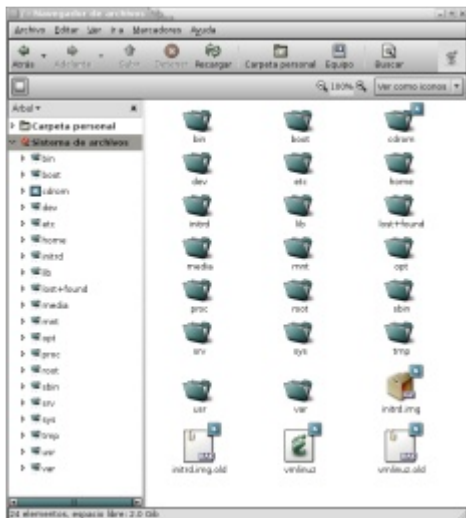 / - Navegador de archivos
Archivo Editar Ver Ir a Marcadores Ayuda
Atrás Adelante Subir Detener Recargar Carpeta personal Equipo Buscar
100% Ver como iconos
Árbol
Carpeta personal
Sistema de archivos
bin
boot
cdrom
dev
etc
home
initrd
lib
lost+found
media
mnt
opt
proc
root
sbin
srv
sys
tmp
usr
var
bin boot cdrom
dev etc home
initrd lib lost+found
media mnt opt
proc root sbin
srv sys tmp
usr var initrd.img
initrd.img.old vmlinuz vmlinuz.old
24 elementos, espacio libre: 2.0 GiB